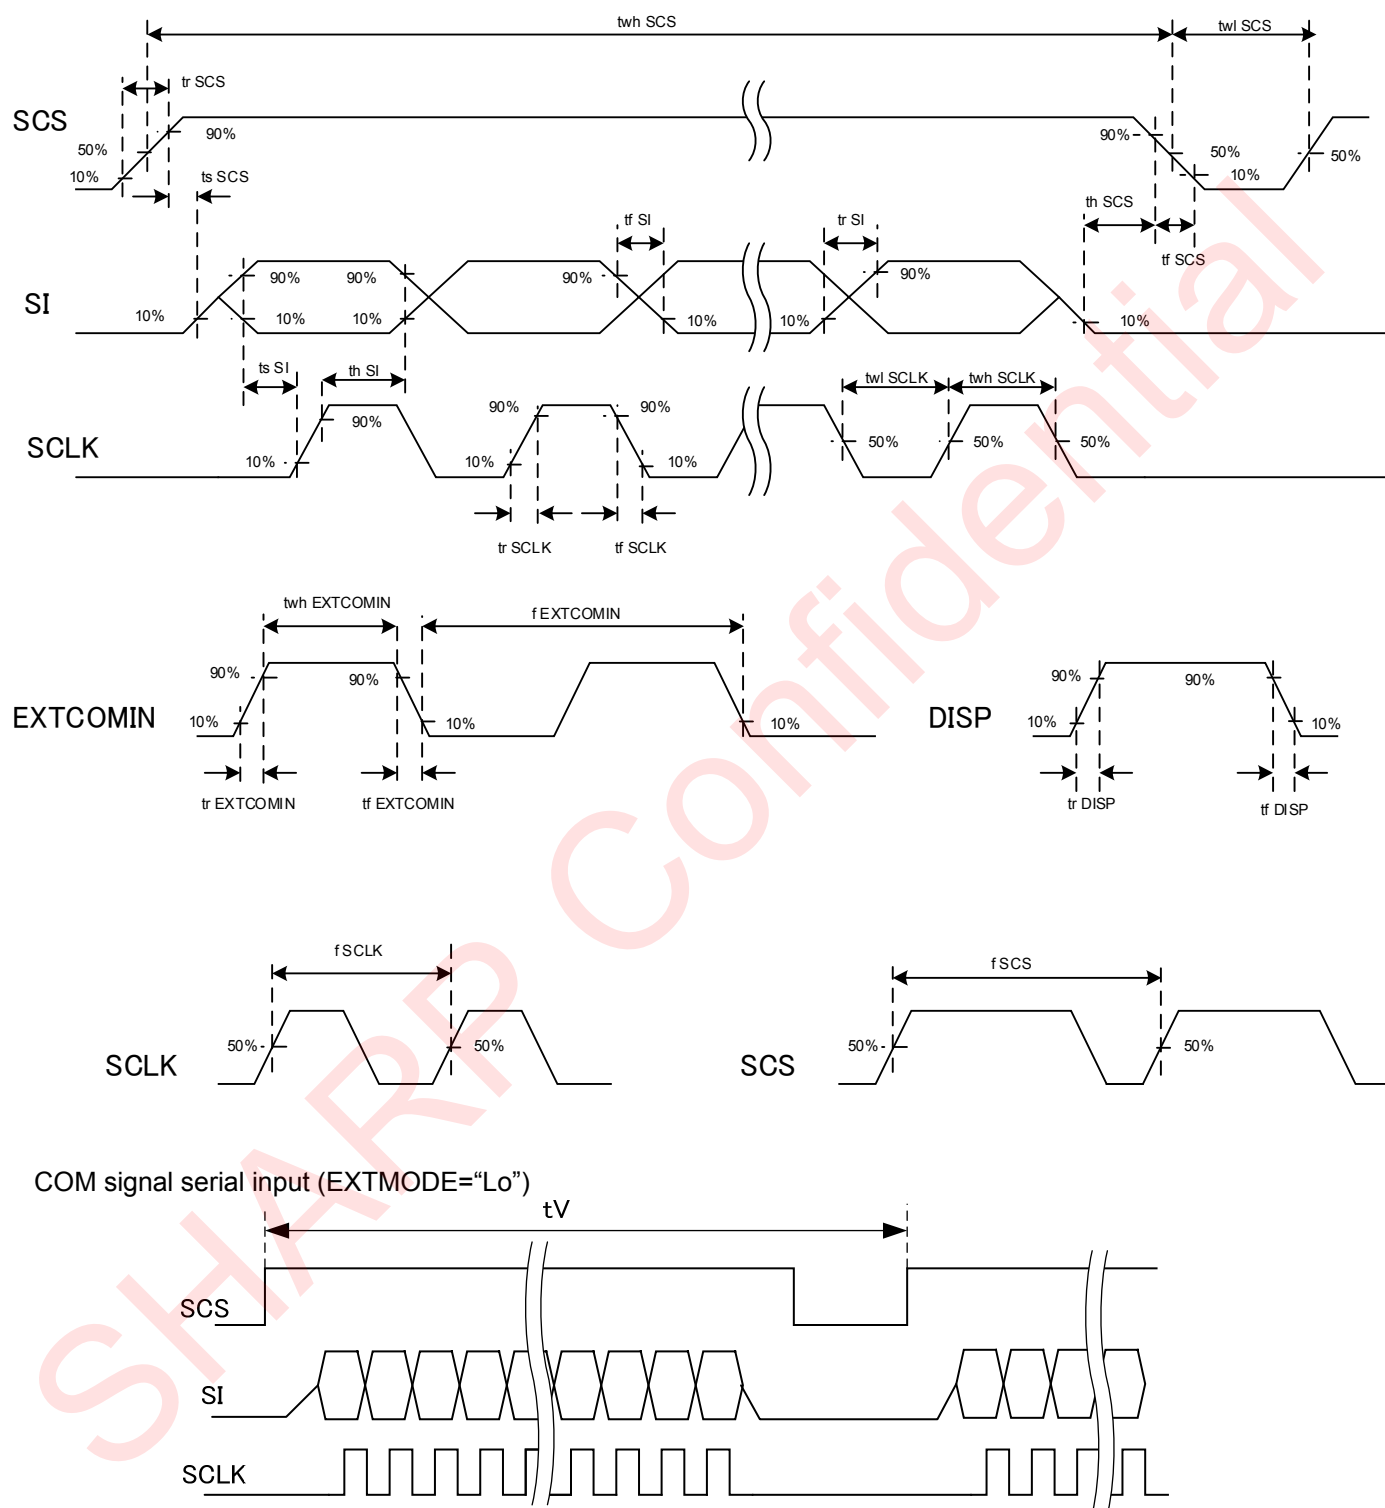 twh SCS
twl SCS
tr SCS
SCS
90%
90%
50%
50%
50%
10%
10%
ts SCS
th SCS
tf SCS
tf SI
tr SI
SI
90%
90%
90%
90%
10%
10%
10%
10%
10%
10%
ts SI
th SI
twl SCLK
twh SCLK
SCLK
90%
90%
90%
50%
50%
50%
10%
10%
10%
tr SCLK
tf SCLK
twh EXTCOMIN
f EXTCOMIN
EXTCOMIN
90%
90%
10%
10%
10%
tr EXTCOMIN
tf EXTCOMIN
DISP
90%
90%
10%
10%
tr DISP
tf DISP
f SCLK
SCLK
50%
50%
f SCS
SCS
50%
50%
COM signal serial input (EXTMODE=“Lo”)
tV
SCS
SI
SCLK
SHARP Confidential